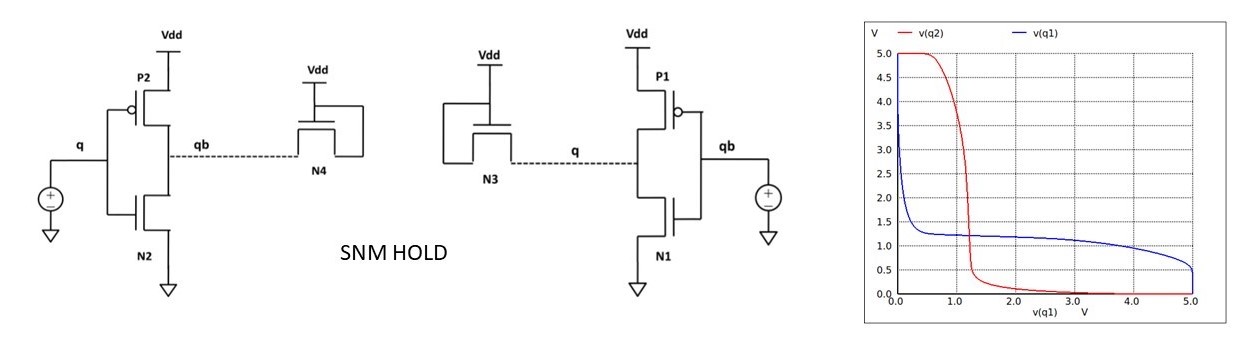 Vdd
P2
q
qb
N2
Vdd
N4
SNM HOLD
Vdd
N3
q
Vdd
P1
qb
N1
V v(q2) v(q1)
5.0
4.5
4.0
3.5
3.0
2.5
2.0
1.5
1.0
0.5
0.0
0.0 1.0 2.0 3.0 4.0 5.0
v(q1) V